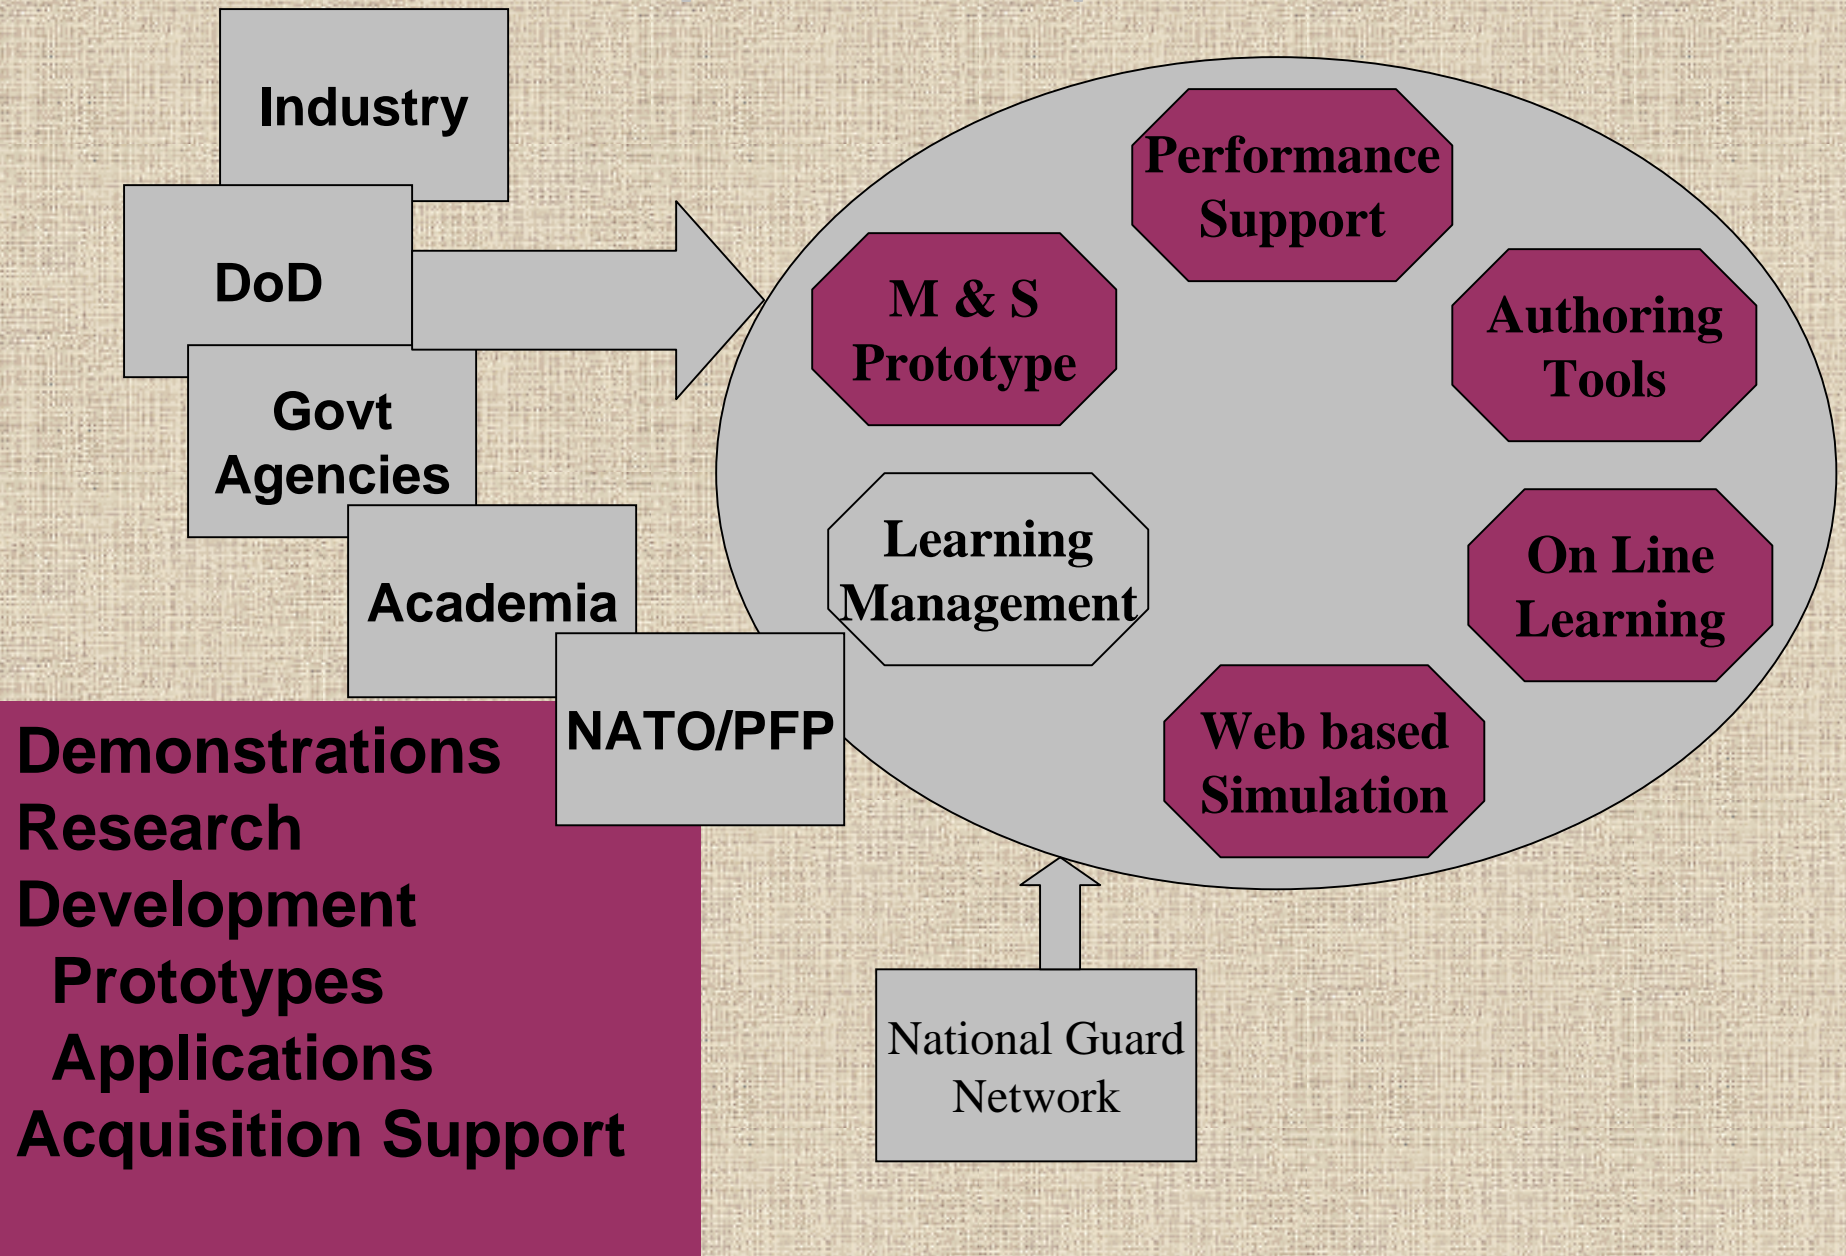 Industry
DoD
Govt
Agencies
Academia
NATO/PFP
Performance
Support
M & S
Prototype
Authoring
Tools
Learning
Management
On Line
Learning
Web based
Simulation
National Guard
Network
Demonstrations
Research
Development
Prototypes
Applications
Acquisition Support